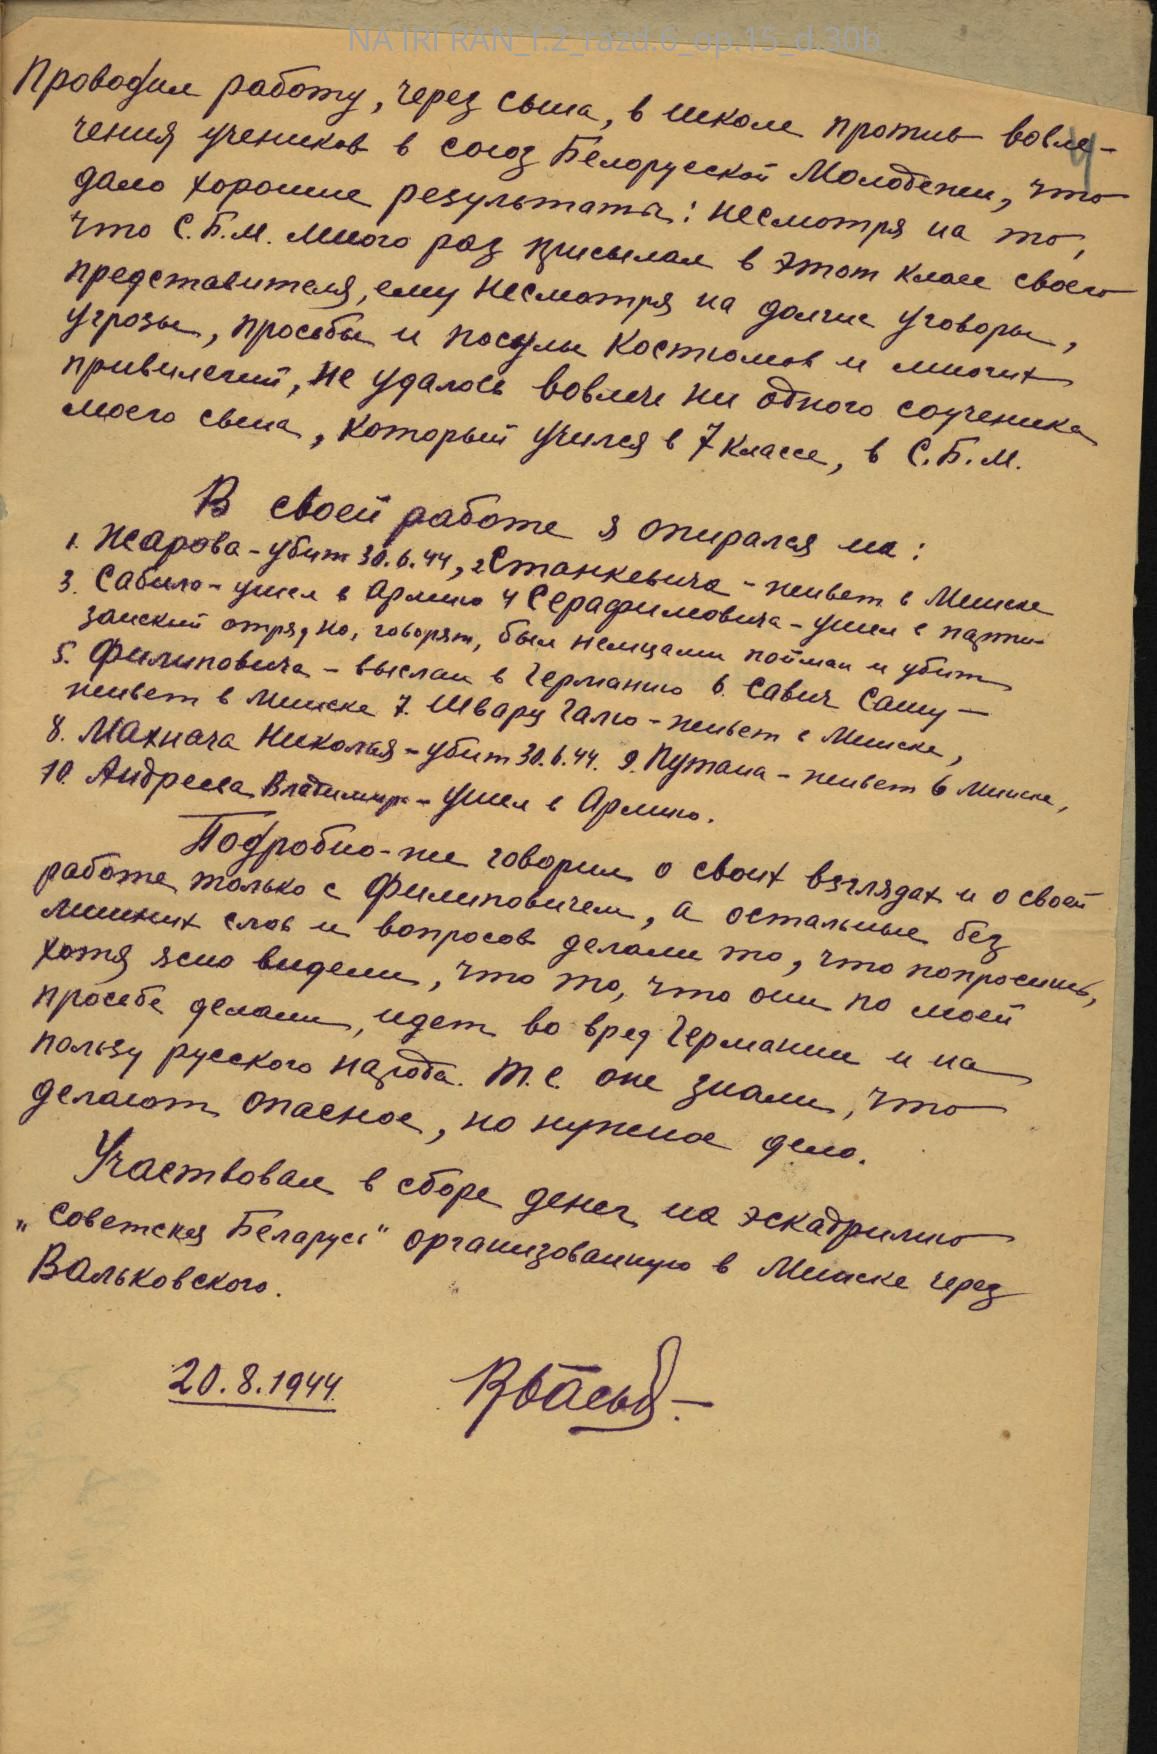 NA IRI RAN_f.2_razd.6_op.15_d.30b
4
Проводил работу, через сына, в школе против вовле-
чения учеников в союз Белорусской Молодежи, что
дало хорошие результаты: несмотря на то,
что С.Б.М. много раз присылал в этот класс своего
представителя, ему несмотря на долгие уговоры,
угрозы, просьбы и посулы костюмов и многих
привилегий, не удалось вовлечь ни одного соученика
моего сына, который учился в 7 классе, в С.Б.М.
В своей работе я опирался на:
1. Жарова - убит 30.6.44, 2 Станкевича - живет в Минске
3. Сабило - ушел в Армию 4 Серафимовича - ушел в парти-
занский отряд, но, говорят, был немцами пойман и убит
5. Филиповича - выслан в Германию 6. Савич Сашу -
живет в Минске 7. Шварц Галю - живет в Минске,
8. Махнача Николая - убит 30.6.44. 9. Путана - живет в Минске,
10. Андреева Владимира - ушел в Армию.
Подробно-же говорил о своих взглядах и о своей
работе только с Филиповичем, а остальные без
лишних слов и вопросов делали то, что попросишь,
хотя ясно видели, что то, что они по моей
просьбе делали, идет во вред Германии и на
пользу русского народа. Т.е. они знали, что
делают опасное, но нужное дело.
Участвовал в сборе денег на эскадрилию
„Советская Беларусь" организованную в Минске через
Вальковского.
20.8.1944